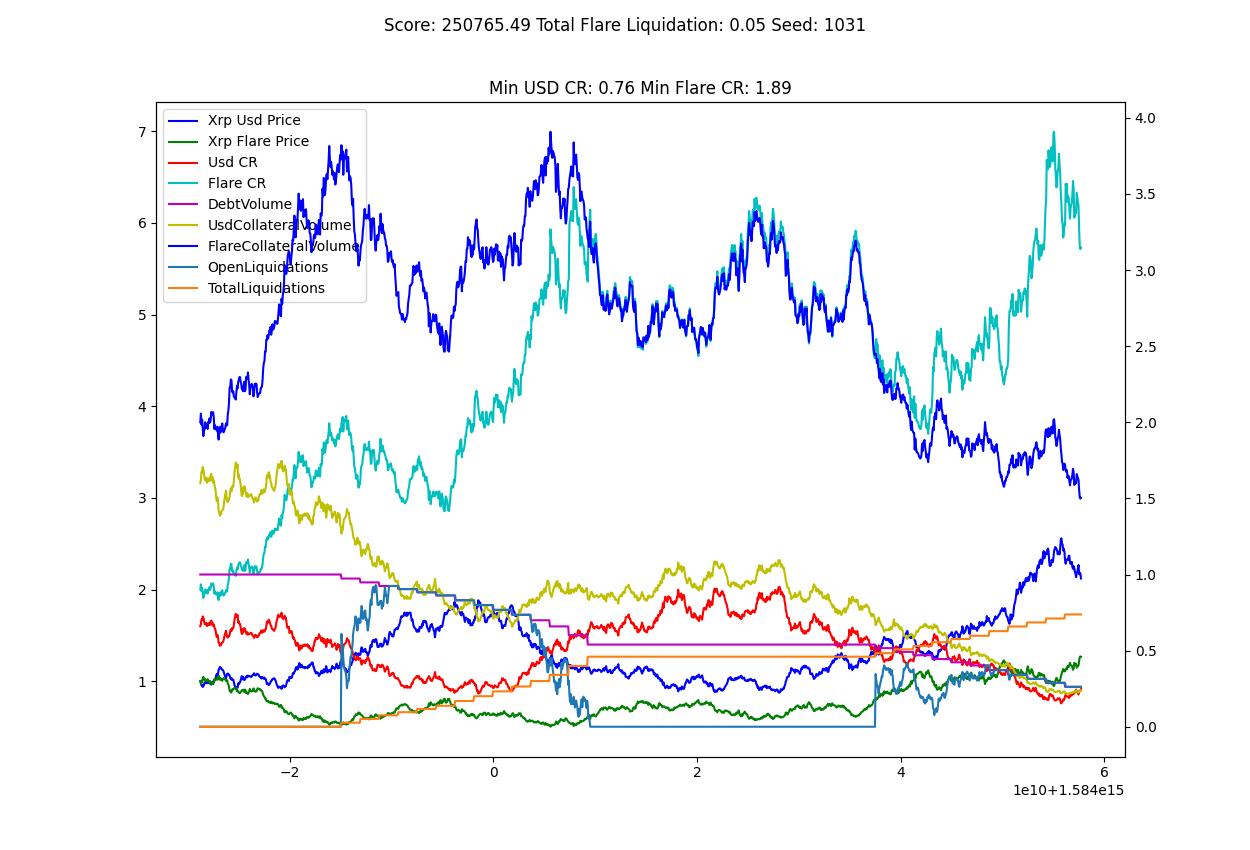 Score: 250765.49 Total Flare Liquidation: 0.05 Seed: 1031
Min USD CR: 0.76 Min Flare CR: 1.89
Xrp Usd Price
Xrp Flare Price
Usd CR
Flare CR
DebtVolume
UsdCollateralVolume
FlareCollateralVolume
OpenLiquidations
TotalLiquidations
7
6
5
4
3
2
1
4.0
3.5
3.0
2.5
2.0
1.5
1.0
0.5
0.0
−2 0 2 4 6
1e10+1.584e15